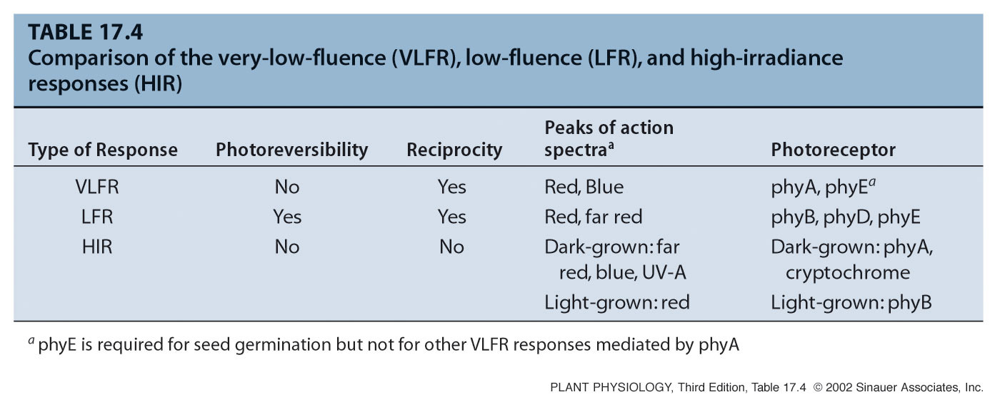 TABLE 17.4
Comparison of the very-low-fluence (VLFR), low-fluence (LFR), and high-irradiance
responses (HIR)
Type of Response Photoreversibility Reciprocity Peaks of action spectraᵃ Photoreceptor
VLFR No Yes Red, Blue phyA, phyEᵃ
LFR Yes Yes Red, far red phyB, phyD, phyE
HIR No No Dark-grown: far Dark-grown: phyA,
red, blue, UV-A cryptochrome
Light-grown: red Light-grown: phyB
ᵃ phyE is required for seed germination but not for other VLFR responses mediated by phyA
PLANT PHYSIOLOGY, Third Edition, Table 17.4 © 2002 Sinauer Associates, Inc.